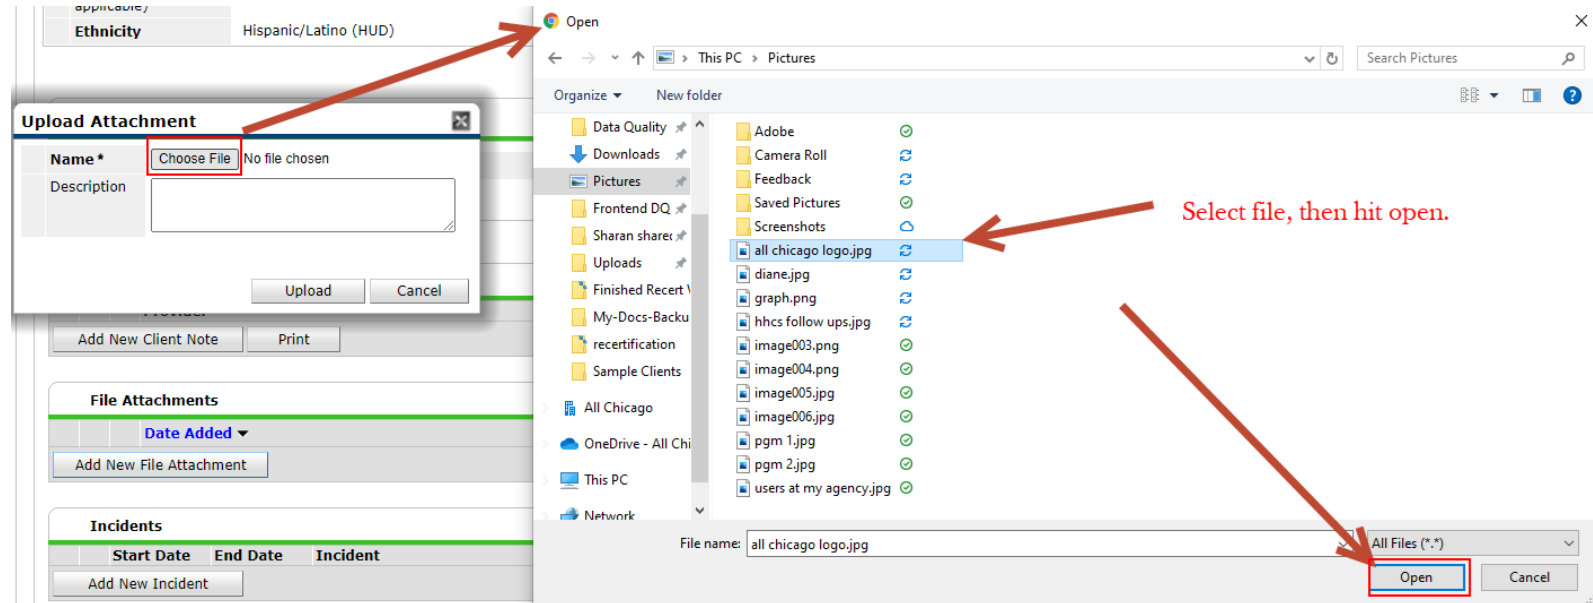 applicable)
Ethnicity Hispanic/Latino (HUD)
Upload Attachment
Name * Choose File No file chosen
Description
Upload Cancel
Provider
Add New Client Note Print
File Attachments
Date Added
Add New File Attachment
Incidents
Start Date End Date Incident
Add New Incident
Open
This PC > Pictures
Search Pictures
Organize New folder
Data Quality
Downloads
Pictures
Frontend DQ
Sharan shared
Uploads
Finished Recert
My-Docs-Backu
recertification
Sample Clients
All Chicago
OneDrive - All Chi
This PC
Network
Adobe
Camera Roll
Feedback
Saved Pictures
Screenshots
all chicago logo.jpg
diane.jpg
graph.png
hhcs follow ups.jpg
image003.png
image004.png
image005.jpg
image006.jpg
pgm 1.jpg
pgm 2.jpg
users at my agency.jpg
Select file, then hit open.
File name: all chicago logo.jpg All Files (*.*)
Open Cancel